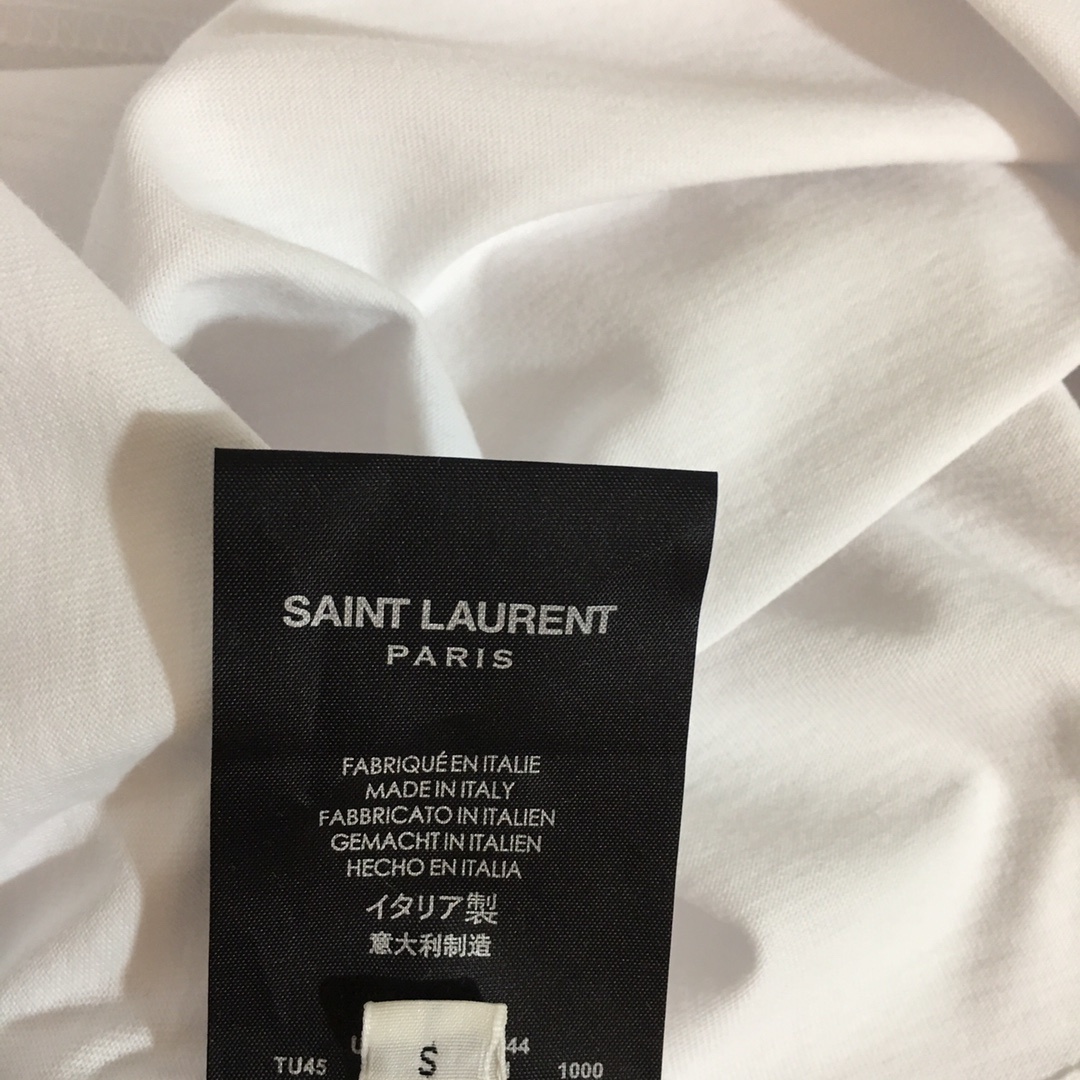 SAINT LAURENT
PARIS
FABRIQUÉ EN ITALIE
MADE IN ITALY
FABBRICATO IN ITALIEN
GEMACHT IN ITALIEN
HECHO EN ITALIA
イタリア製
意大利制造
44
TU45 S 1000